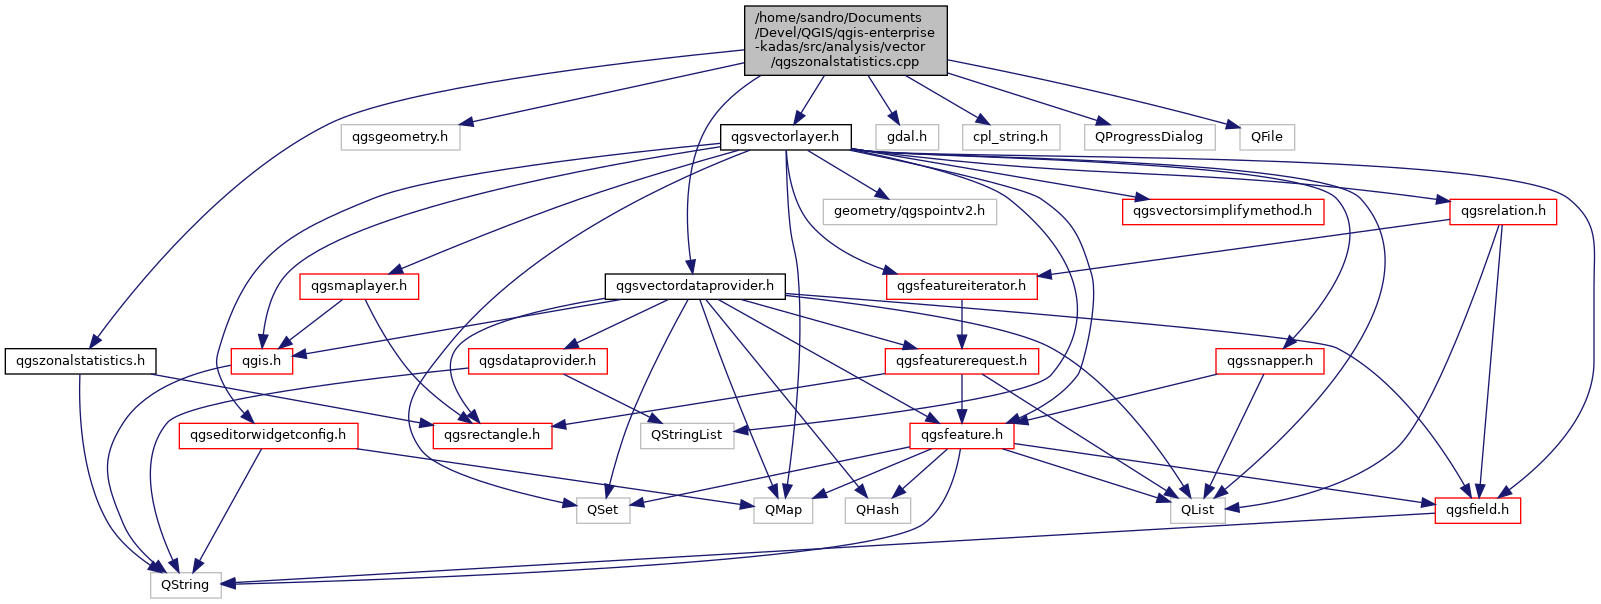 /home/sandro/Documents
/Devel/QGIS/qgis-enterprise
-kadas/src/analysis/vector
/qgszonalstatistics.cpp
qgsgeometry.h
qgsvectorlayer.h
gdal.h
cpl_string.h
QProgressDialog
QFile
geometry/qgspointv2.h
qgsvectorsimplifymethod.h
qgsrelation.h
qgsmaplayer.h
qgsvectordataprovider.h
qgsfeatureiterator.h
qgszonalstatistics.h
qgis.h
qgsdataprovider.h
qgsfeaturerequest.h
qgssnapper.h
qgseditorwidgetconfig.h
qgsrectangle.h
QStringList
qgsfeature.h
QSet
QMap
QHash
QList
qgsfield.h
QString